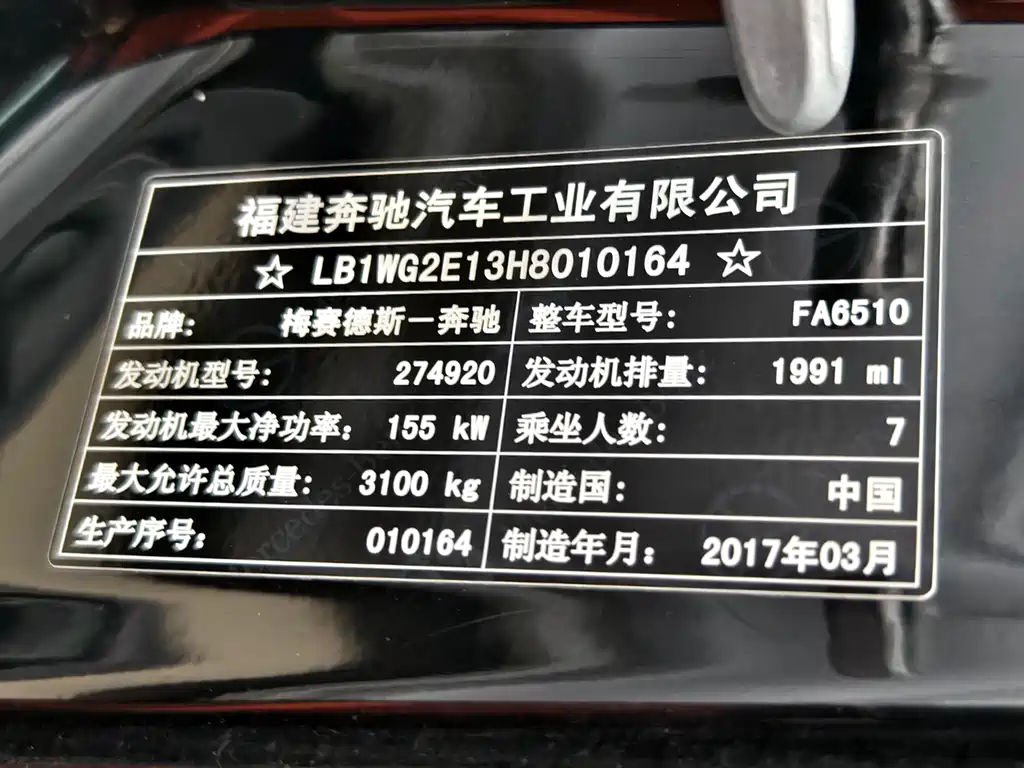 福建奔驰汽车工业有限公司
☆ LB1WG2E13H8010164 ☆
品牌: 梅赛德斯－奔驰 整车型号: FA6510
发动机型号: 274920 发动机排量: 1991 ml
发动机最大净功率: 155 kW 乘坐人数: 7
最大允许总质量: 3100 kg 制造国: 中国
生产序号: 010164 制造年月: 2017年03月